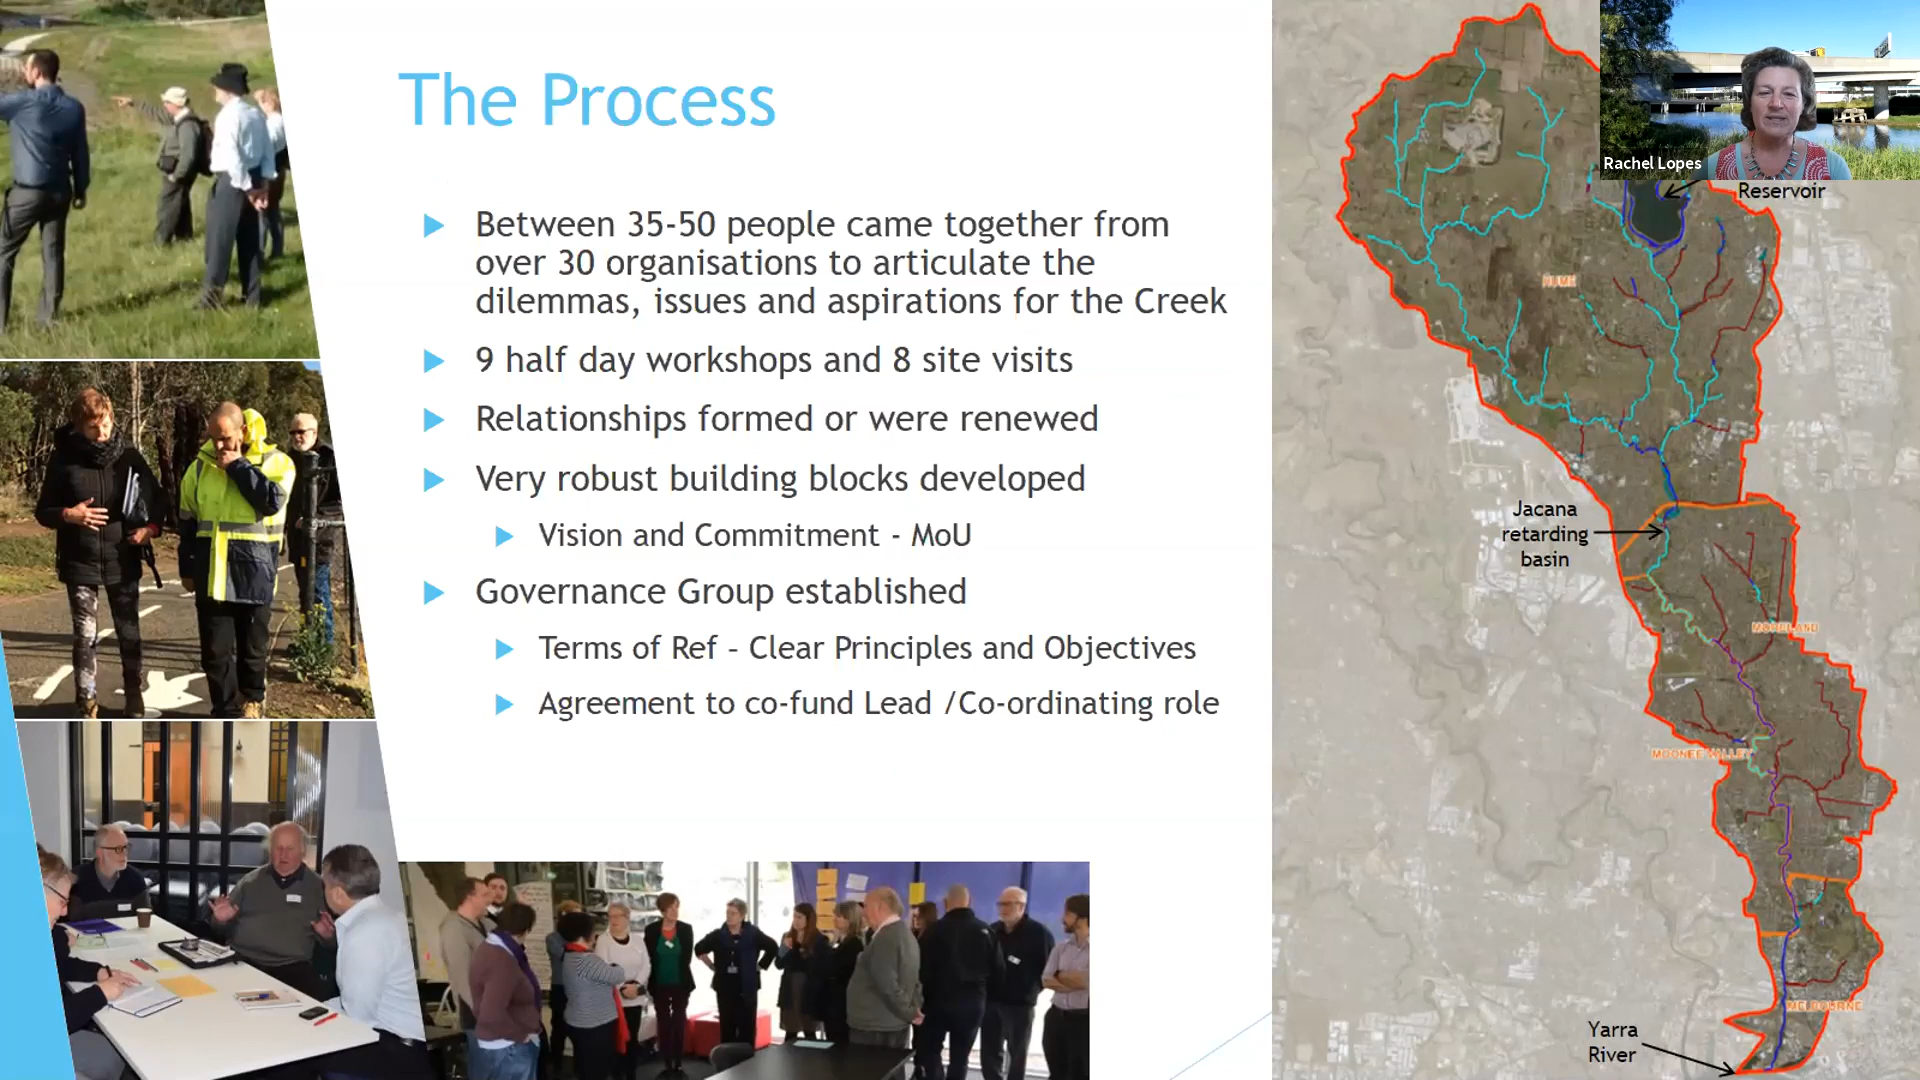 The Process
Between 35-50 people came together from
over 30 organisations to articulate the
dilemmas, issues and aspirations for the Creek
9 half day workshops and 8 site visits
Relationships formed or were renewed
Very robust building blocks developed
Vision and Commitment - MoU
Governance Group established
Terms of Ref – Clear Principles and Objectives
Agreement to co-fund Lead /Co-ordinating role
Rachel Lopes
Reservoir
HUME
Jacana
retarding
basin
MORELAND
MOONEE VALLEY
MELBOURNE
Yarra
River